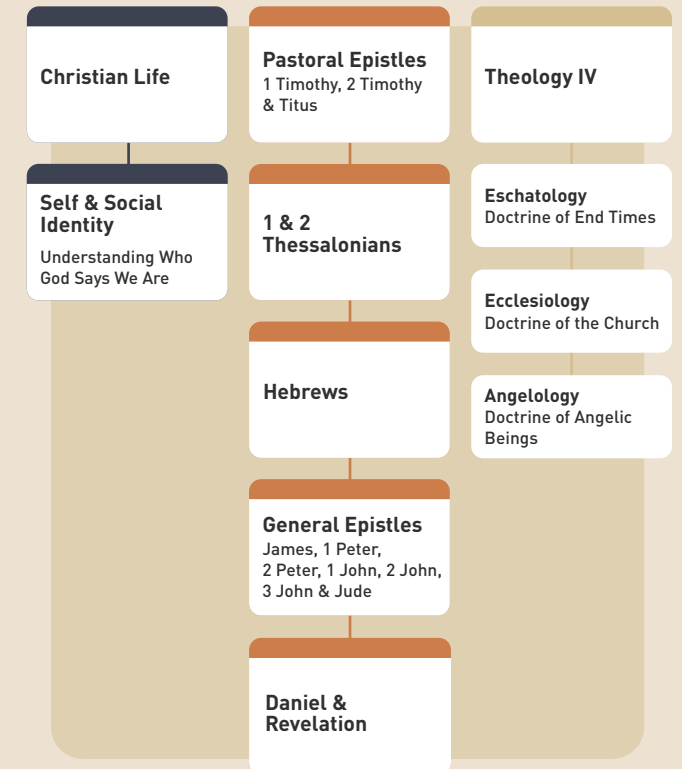 Christian Life
Self & Social
Identity
Understanding Who
God Says We Are
Pastoral Epistles
1 Timothy, 2 Timothy
& Titus
1 & 2
Thessalonians
Hebrews
General Epistles
James, 1 Peter,
2 Peter, 1 John, 2 John,
3 John & Jude
Daniel &
Revelation
Theology IV
Eschatology
Doctrine of End Times
Ecclesiology
Doctrine of the Church
Angelology
Doctrine of Angelic
Beings